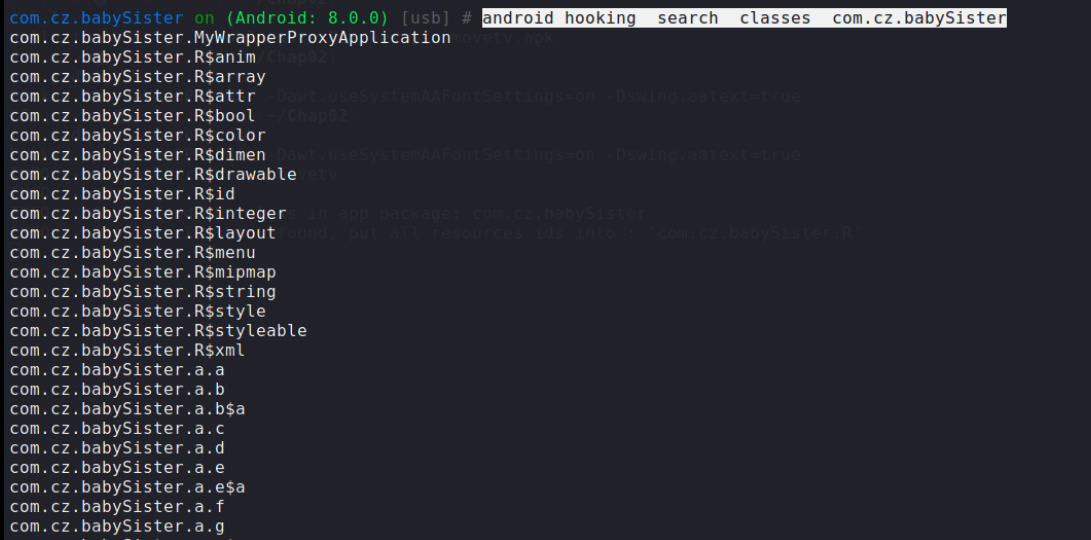 com.cz.babySister on (Android: 8.0.0) [usb] # android hooking  search  classes  com.cz.babySister
com.cz.babySister.MyWrapperProxyApplication
com.cz.babySister.R$anim
com.cz.babySister.R$array
com.cz.babySister.R$attr
com.cz.babySister.R$bool
com.cz.babySister.R$color
com.cz.babySister.R$dimen
com.cz.babySister.R$drawable
com.cz.babySister.R$id
com.cz.babySister.R$integer
com.cz.babySister.R$layout
com.cz.babySister.R$menu
com.cz.babySister.R$mipmap
com.cz.babySister.R$string
com.cz.babySister.R$style
com.cz.babySister.R$styleable
com.cz.babySister.R$xml
com.cz.babySister.a.a
com.cz.babySister.a.b
com.cz.babySister.a.b$a
com.cz.babySister.a.c
com.cz.babySister.a.d
com.cz.babySister.a.e
com.cz.babySister.a.e$a
com.cz.babySister.a.f
com.cz.babySister.a.g